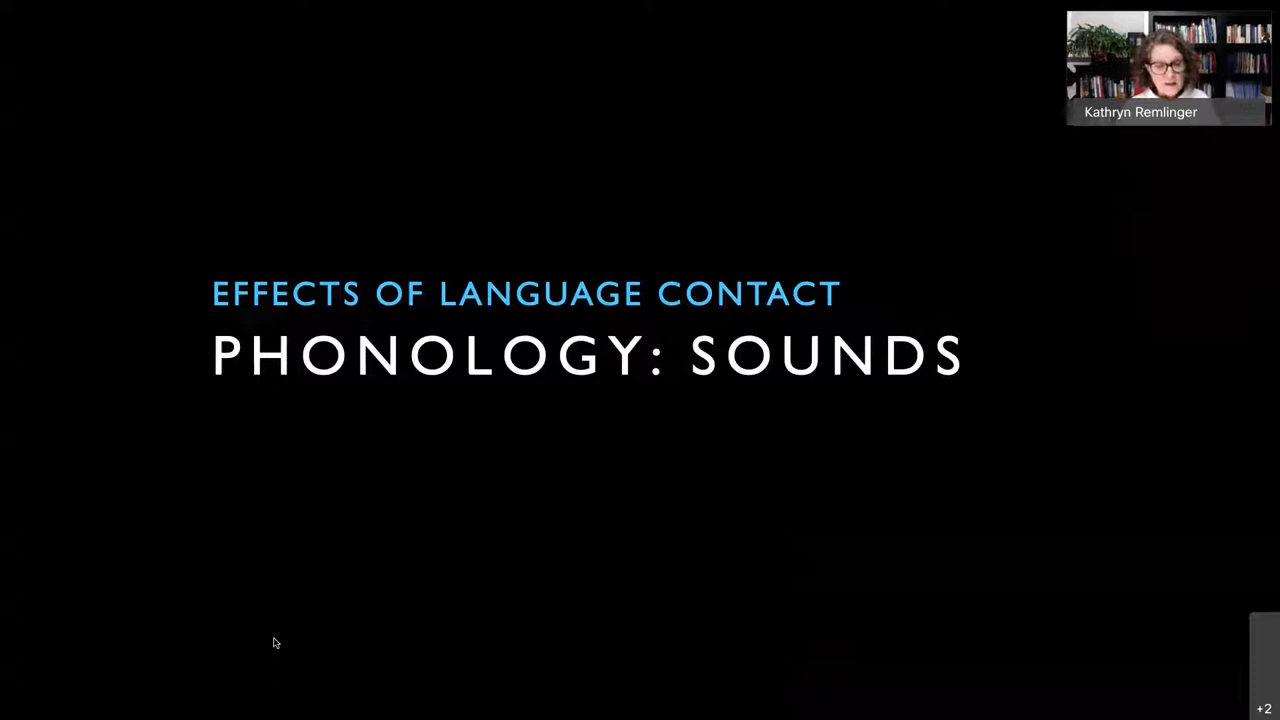 Kathryn Remlinger
EFFECTS OF LANGUAGE CONTACT
PHONOLOGY: SOUNDS
+2